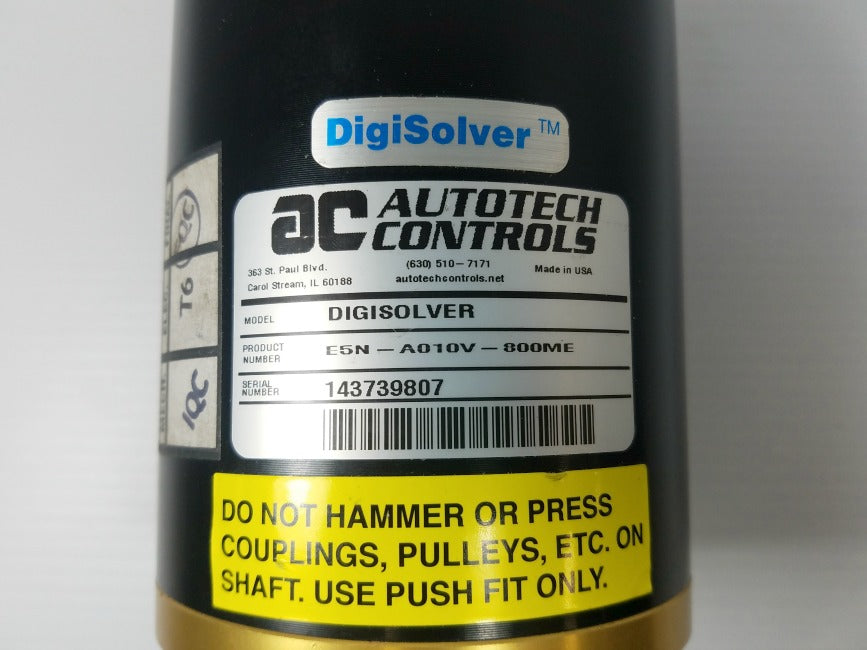 DigiSolver™
ac AUTOTECH
CONTROLS
363 St. Paul Blvd.
Carol Stream, IL 60188
(630) 510-7171
autotechcontrols.net
Made in USA
MODEL DIGISOLVER
PRODUCT
NUMBER E5N-A010V-800ME
SERIAL
NUMBER 143739807
DO NOT HAMMER OR PRESS
COUPLINGS, PULLEYS, ETC. ON
SHAFT. USE PUSH FIT ONLY.
T6